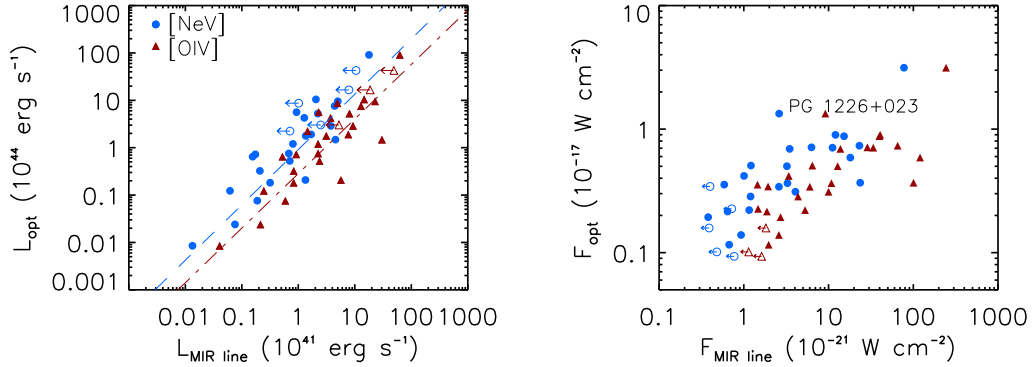 [NeV]
[OIV]
1000
100
10
1
0.1
0.01
0.001
L_opt (10^44 erg s^-1)
0.01 0.1 1 10 100 1000
L_MIR line (10^41 erg s^-1)
10
1
0.1
F_opt (10^-17 W cm^-2)
PG 1226+023
0.1 1 10 100 1000
F_MIR line (10^-21 W cm^-2)